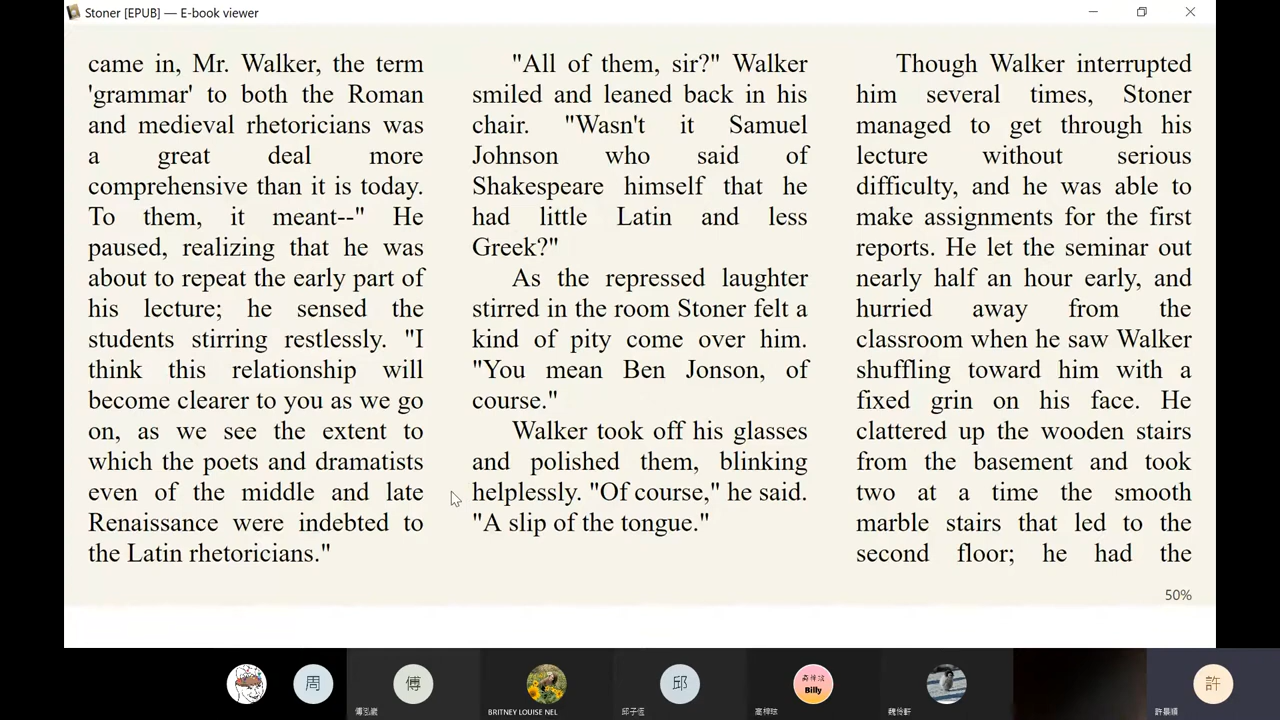 Stoner [EPUB] — E-book viewer
came in, Mr. Walker, the term
'grammar' to both the Roman
and medieval rhetoricians was
a great deal more
comprehensive than it is today.
To them, it meant--" He
paused, realizing that he was
about to repeat the early part of
his lecture; he sensed the
students stirring restlessly. "I
think this relationship will
become clearer to you as we go
on, as we see the extent to
which the poets and dramatists
even of the middle and late
Renaissance were indebted to
the Latin rhetoricians."
"All of them, sir?" Walker
smiled and leaned back in his
chair. "Wasn't it Samuel
Johnson who said of
Shakespeare himself that he
had little Latin and less
Greek?"
As the repressed laughter
stirred in the room Stoner felt a
kind of pity come over him.
"You mean Ben Jonson, of
course."
Walker took off his glasses
and polished them, blinking
helplessly. "Of course," he said.
"A slip of the tongue."
Though Walker interrupted
him several times, Stoner
managed to get through his
lecture without serious
difficulty, and he was able to
make assignments for the first
reports. He let the seminar out
nearly half an hour early, and
hurried away from the
classroom when he saw Walker
shuffling toward him with a
fixed grin on his face. He
clattered up the wooden stairs
from the basement and took
two at a time the smooth
marble stairs that led to the
second floor; he had the
50%
周
傅
邱
Billy
許
BRITNEY LOUISE NEL